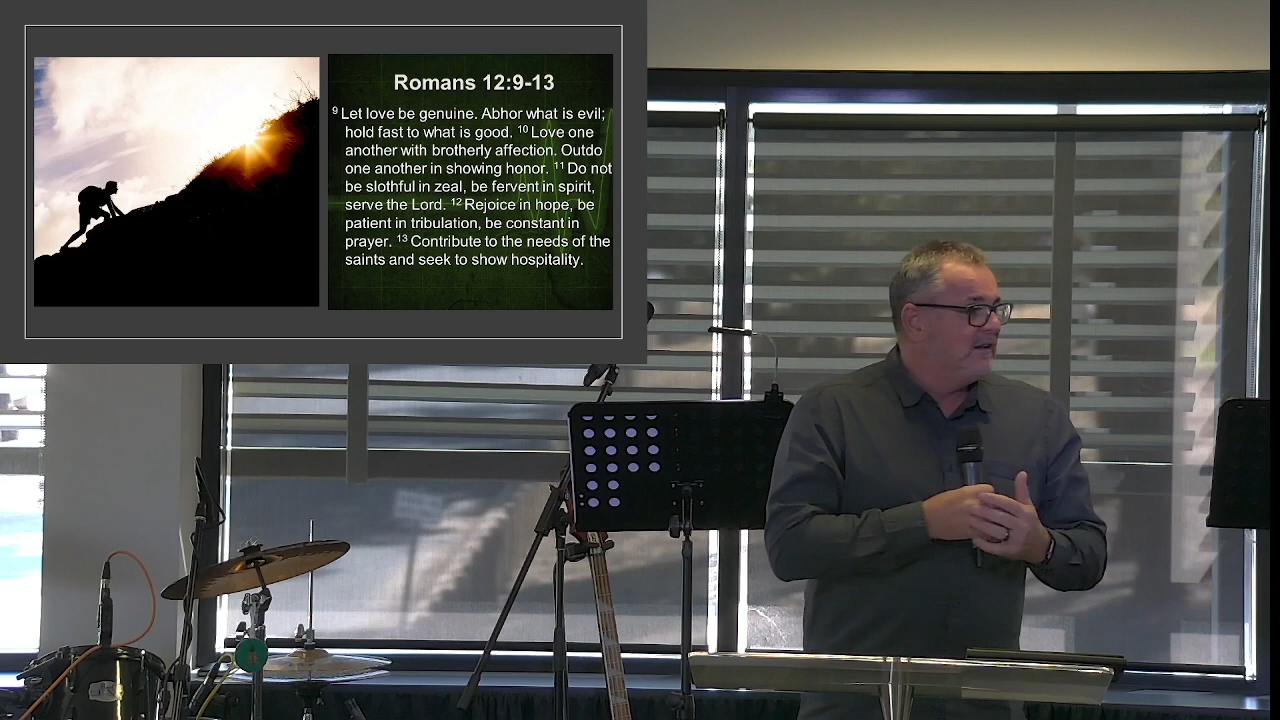 Romans 12:9-13
9 Let love be genuine. Abhor what is evil;
hold fast to what is good. 10 Love one
another with brotherly affection. Outdo
one another in showing honor. 11 Do not
be slothful in zeal, be fervent in spirit,
serve the Lord. 12 Rejoice in hope, be
patient in tribulation, be constant in
prayer. 13 Contribute to the needs of the
saints and seek to show hospitality.